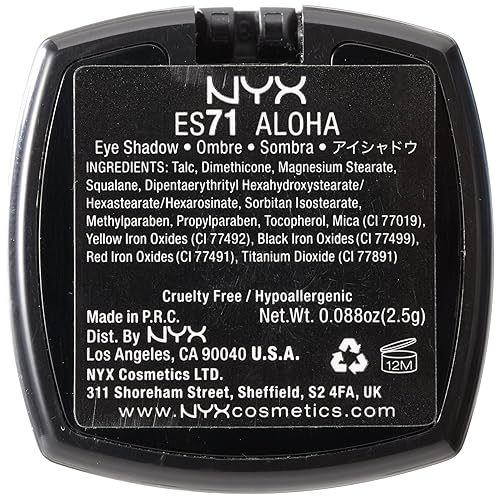 NYX
ES71 ALOHA
Eye Shadow • Ombre • Sombra • アイシャドウ
INGREDIENTS: Talc, Dimethicone, Magnesium Stearate,
Squalane, Dipentaerythrityl Hexahydroxystearate/
Hexastearate/Hexarosinate, Sorbitan Isostearate,
Methylparaben, Propylparaben, Tocopherol, Mica (CI 77019),
Yellow Iron Oxides (CI 77492), Black Iron Oxides (CI 77499),
Red Iron Oxides (CI 77491), Titanium Dioxide (CI 77891)
Cruelty Free / Hypoallergenic
Made in P.R.C. Net.Wt. 0.088oz(2.5g)
Dist. By NYX
Los Angeles, CA 90040 U.S.A.
12M
NYX Cosmetics LTD.
311 Shoreham Street, Sheffield, S2 4FA, UK
www.NYXcosmetics.com